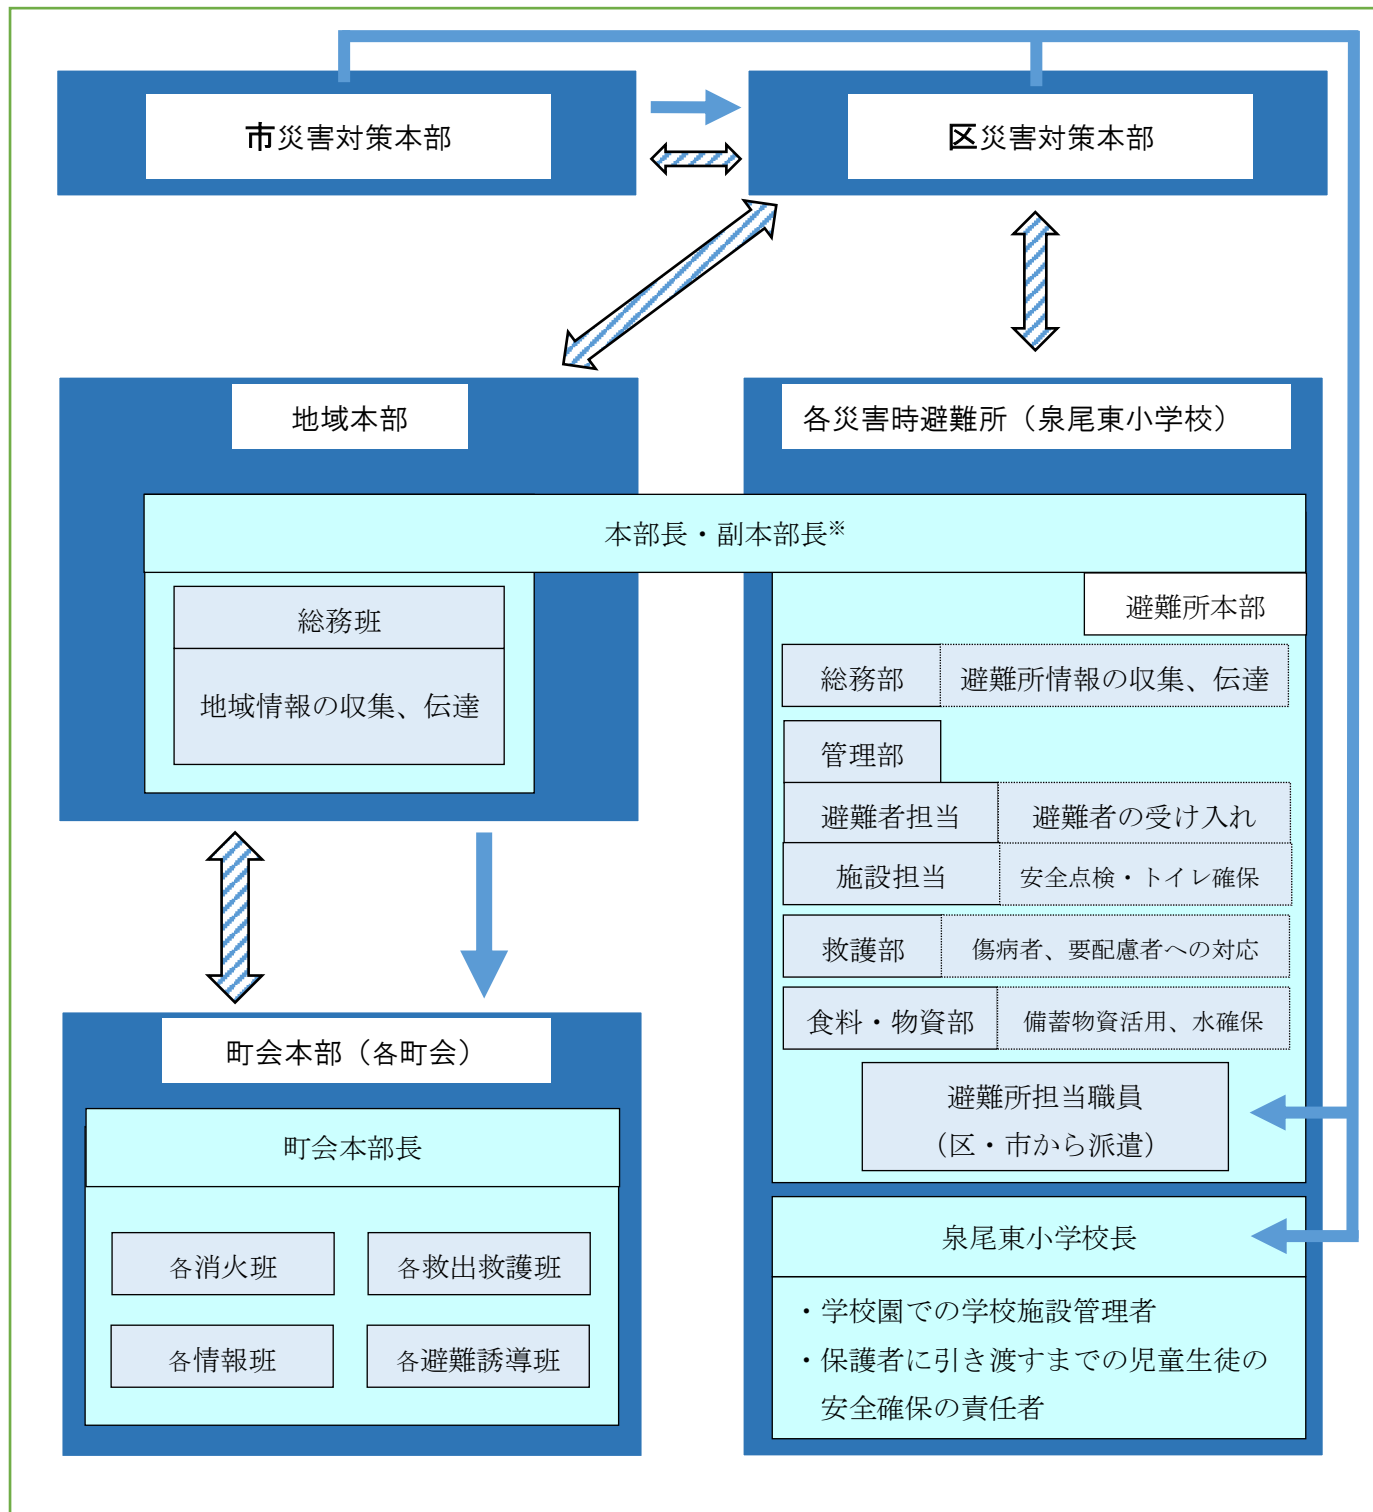 市災害対策本部
区災害対策本部
地域本部
各災害時避難所（泉尾東小学校）
本部長・副本部長※
総務班
地域情報の収集、伝達
避難所本部
総務部
避難所情報の収集、伝達
管理部
避難者担当
避難者の受け入れ
施設担当
安全点検・トイレ確保
救護部
傷病者、要配慮者への対応
食料・物資部
備蓄物資活用、水確保
避難所担当職員
（区・市から派遣）
町会本部（各町会）
町会本部長
各消火班
各救出救護班
各情報班
各避難誘導班
泉尾東小学校長
・学校園での学校施設管理者
・保護者に引き渡すまでの児童生徒の
安全確保の責任者